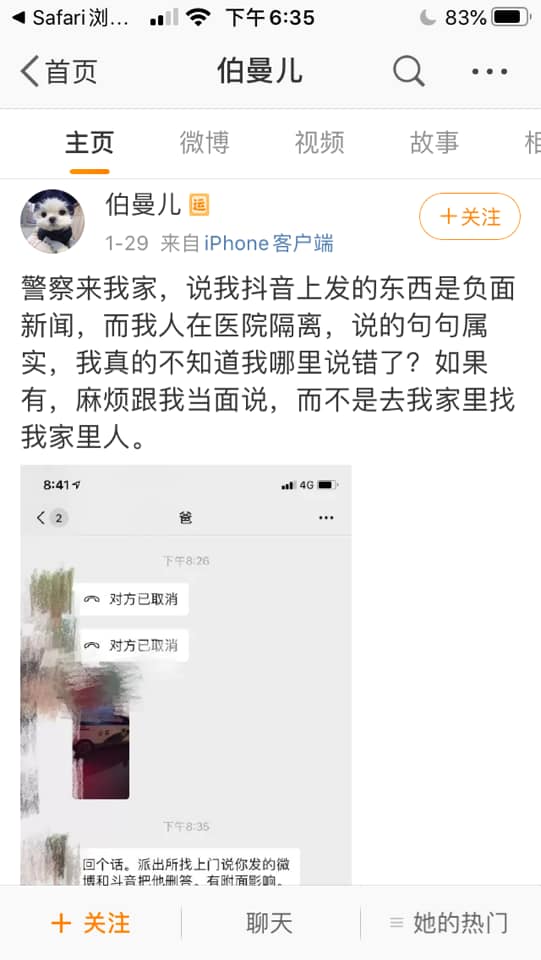 Safari浏... 下午6:35 83%
首页 伯曼儿
主页 微博 视频 故事 相
伯曼儿 运
+关注
1-29 来自 iPhone客户端
警察来我家，说我抖音上发的东西是负面
新闻，而我人在医院隔离，说的句句属
实，我真的不知道我哪里说错了？如果
有，麻烦跟我当面说，而不是去我家里找
我家里人。
8:41 4G
2 爸
下午8:26
对方已取消
对方已取消
下午8:35
回个话。派出所找上门说你发的微
博和斗音把他删答。有附面影响。
+ 关注 聊天 她的热门